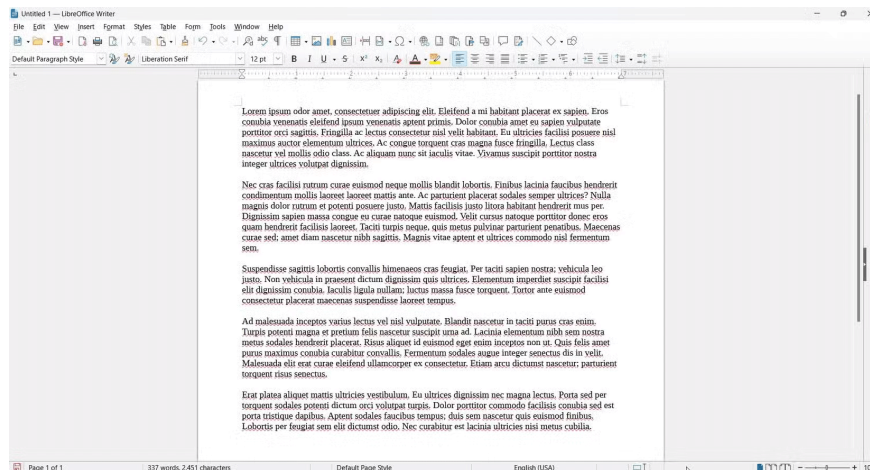 Untitled 1 — LibreOffice Writer
File Edit View Insert Format Styles Table Form Tools Window Help
Default Paragraph Style Liberation Serif 12 pt
Lorem ipsum odor amet, consectetuer adipiscing elit. Eleifend a mi habitant placerat ex sapien. Eros
conubia venenatis eleifend ipsum venenatis aptent primis. Dolor conubia amet eu sapien vulputate
porttitor orci sagittis. Fringilla ac lectus consectetur nisl velit habitant. Eu ultricies facilisi posuere nisl
maximus auctor elementum ultrices. Ac congue torquent cras magna fusce fringilla. Lectus class
nascetur vel mollis odio class. Ac aliquam nunc sit iaculis vitae. Vivamus suscipit porttitor nostra
integer ultrices volutpat dignissim.
Nec cras facilisi rutrum curae euismod neque mollis blandit lobortis. Finibus lacinia faucibus hendrerit
condimentum mollis laoreet laoreet mattis ante. Ac parturient placerat sodales semper ultrices? Nulla
magnis dolor rutrum et potenti posuere justo. Mattis facilisis justo litora habitant hendrerit mus per.
Dignissim sapien massa congue eu curae natoque euismod. Velit cursus natoque porttitor donec eros
quam hendrerit facilisis laoreet. Taciti turpis neque, quis metus pulvinar parturient penatibus. Maecenas
curae sed; amet diam nascetur nibh sagittis. Magnis vitae aptent et ultrices commodo nisl fermentum
sem.
Suspendisse sagittis lobortis convallis himenaeos cras feugiat. Per taciti sapien nostra; vehicula leo
justo. Non vehicula in praesent dictum dignissim quis ultrices. Elementum imperdiet suscipit facilisi
elit dignissim conubia. Iaculis ligula nullam; luctus massa fusce torquent. Tortor ante euismod
consectetur placerat maecenas suspendisse laoreet tempus.
Ad malesuada inceptos varius lectus vel nisl vulputate. Blandit nascetur in taciti purus cras enim.
Turpis potenti magna et pretium felis nascetur suscipit urna ad. Lacinia elementum nibh sem nostra
metus sodales hendrerit placerat. Risus aliquet id euismod eget enim inceptos non ut. Quis felis amet
purus maximus conubia curabitur convallis. Fermentum sodales augue integer senectus dis in velit.
Malesuada elit erat curae eleifend ullamcorper ex consectetur. Etiam arcu dictumst nascetur; parturient
torquent risus senectus.
Erat platea aliquet mattis ultricies vestibulum. Eu ultrices dignissim nec magna lectus. Porta sed per
torquent sodales potenti dictum orci volutpat turpis. Dolor porttitor commodo facilisis conubia sed est
porta tristique dapibus. Aptent sodales faucibus tempus; duis sem nascetur quis euismod finibus.
Lobortis per feugiat sem elit dictumst odio. Nec curabitur est lacinia ultricies nisi metus cubilia.
Page 1 of 1 337 words, 2,451 characters Default Page Style English (USA)